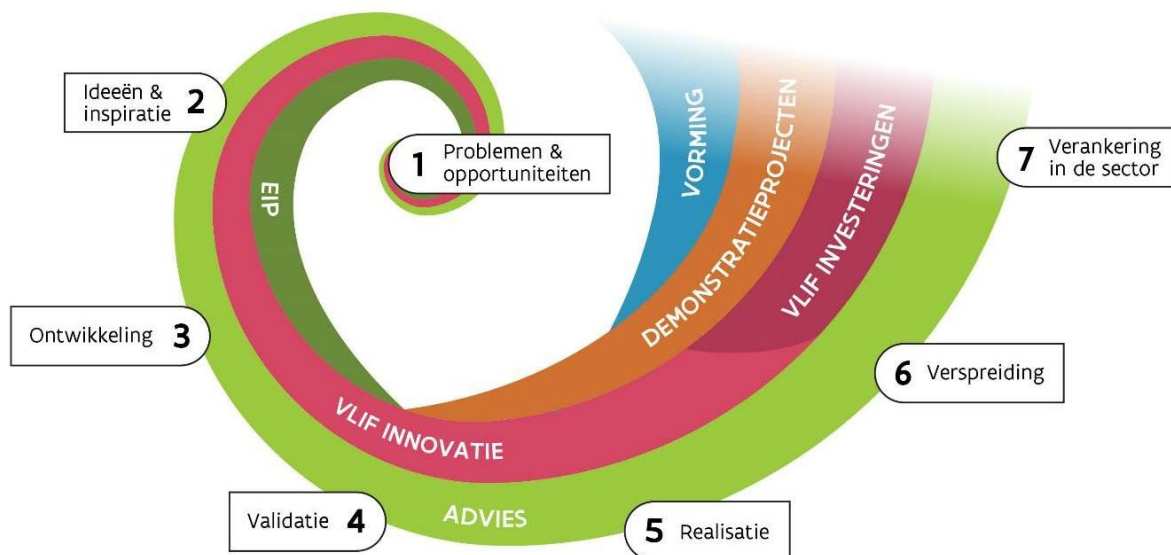 1 Problemen &
opportuniteiten
Ideeën &
inspiratie 2
Ontwikkeling 3
Validatie 4
5 Realisatie
6 Verspreiding
7 Verankering
in de sector
EIP
VLIF INNOVATIE
ADVIES
VORMING
DEMONSTRATIEPROJECTEN
VLIF INVESTERINGEN